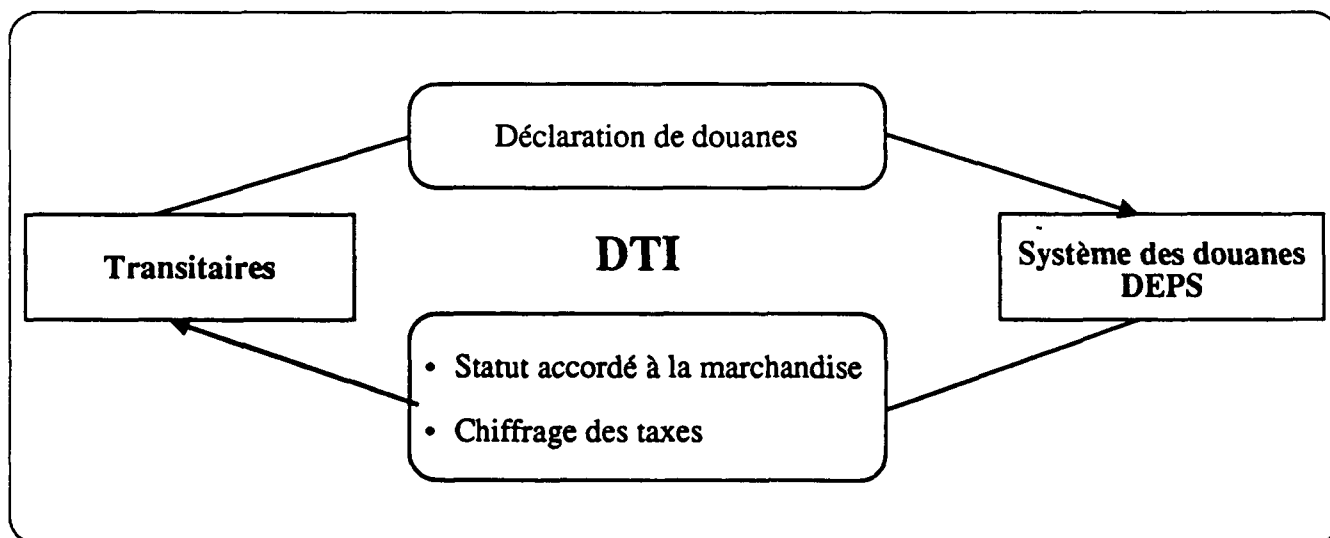 Déclaration de douanes
Transitaires
DTI
Système des douanes
DEPS
• Statut accordé à la marchandise
• Chiffrage des taxes